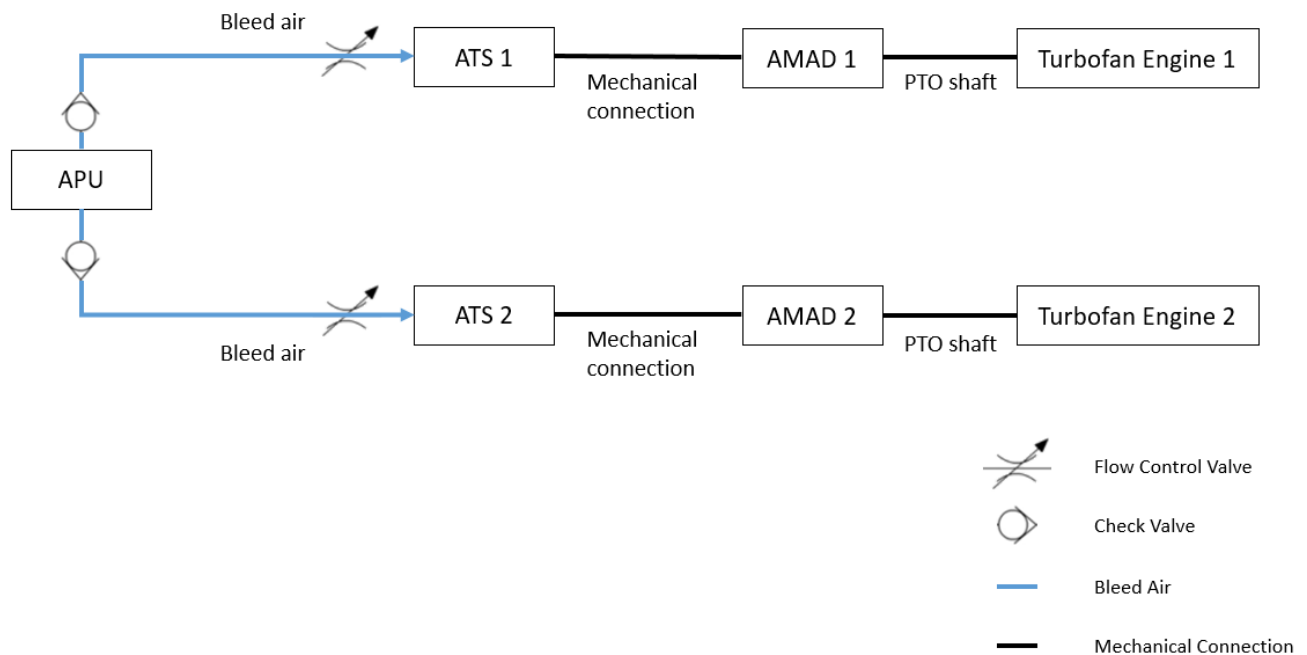 Bleed air
ATS 1
AMAD 1
Turbofan Engine 1
Mechanical
connection
PTO shaft
APU
ATS 2
AMAD 2
Turbofan Engine 2
Bleed air
Mechanical
connection
PTO shaft
Flow Control Valve
Check Valve
Bleed Air
Mechanical Connection